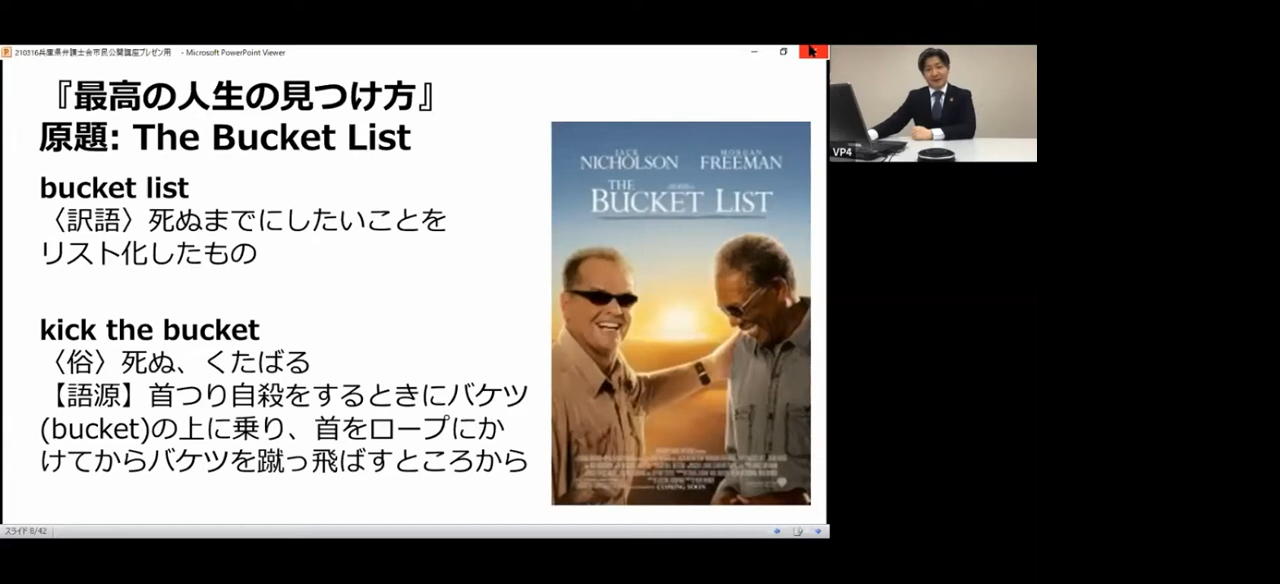 210316兵庫県弁護士会市民公開講座プレゼン用 - Microsoft PowerPoint Viewer
『最高の人生の見つけ方』
原題: The Bucket List
bucket list
〈訳語〉死ぬまでにしたいことを
リスト化したもの
kick the bucket
〈俗〉死ぬ、くたばる
【語源】首つり自殺をするときにバケツ
(bucket)の上に乗り、首をロープにか
けてからバケツを蹴っ飛ばすところから
JACK NICHOLSON MORGAN FREEMAN
THE BUCKET LIST
COMING SOON
VP4
スライド 8/42